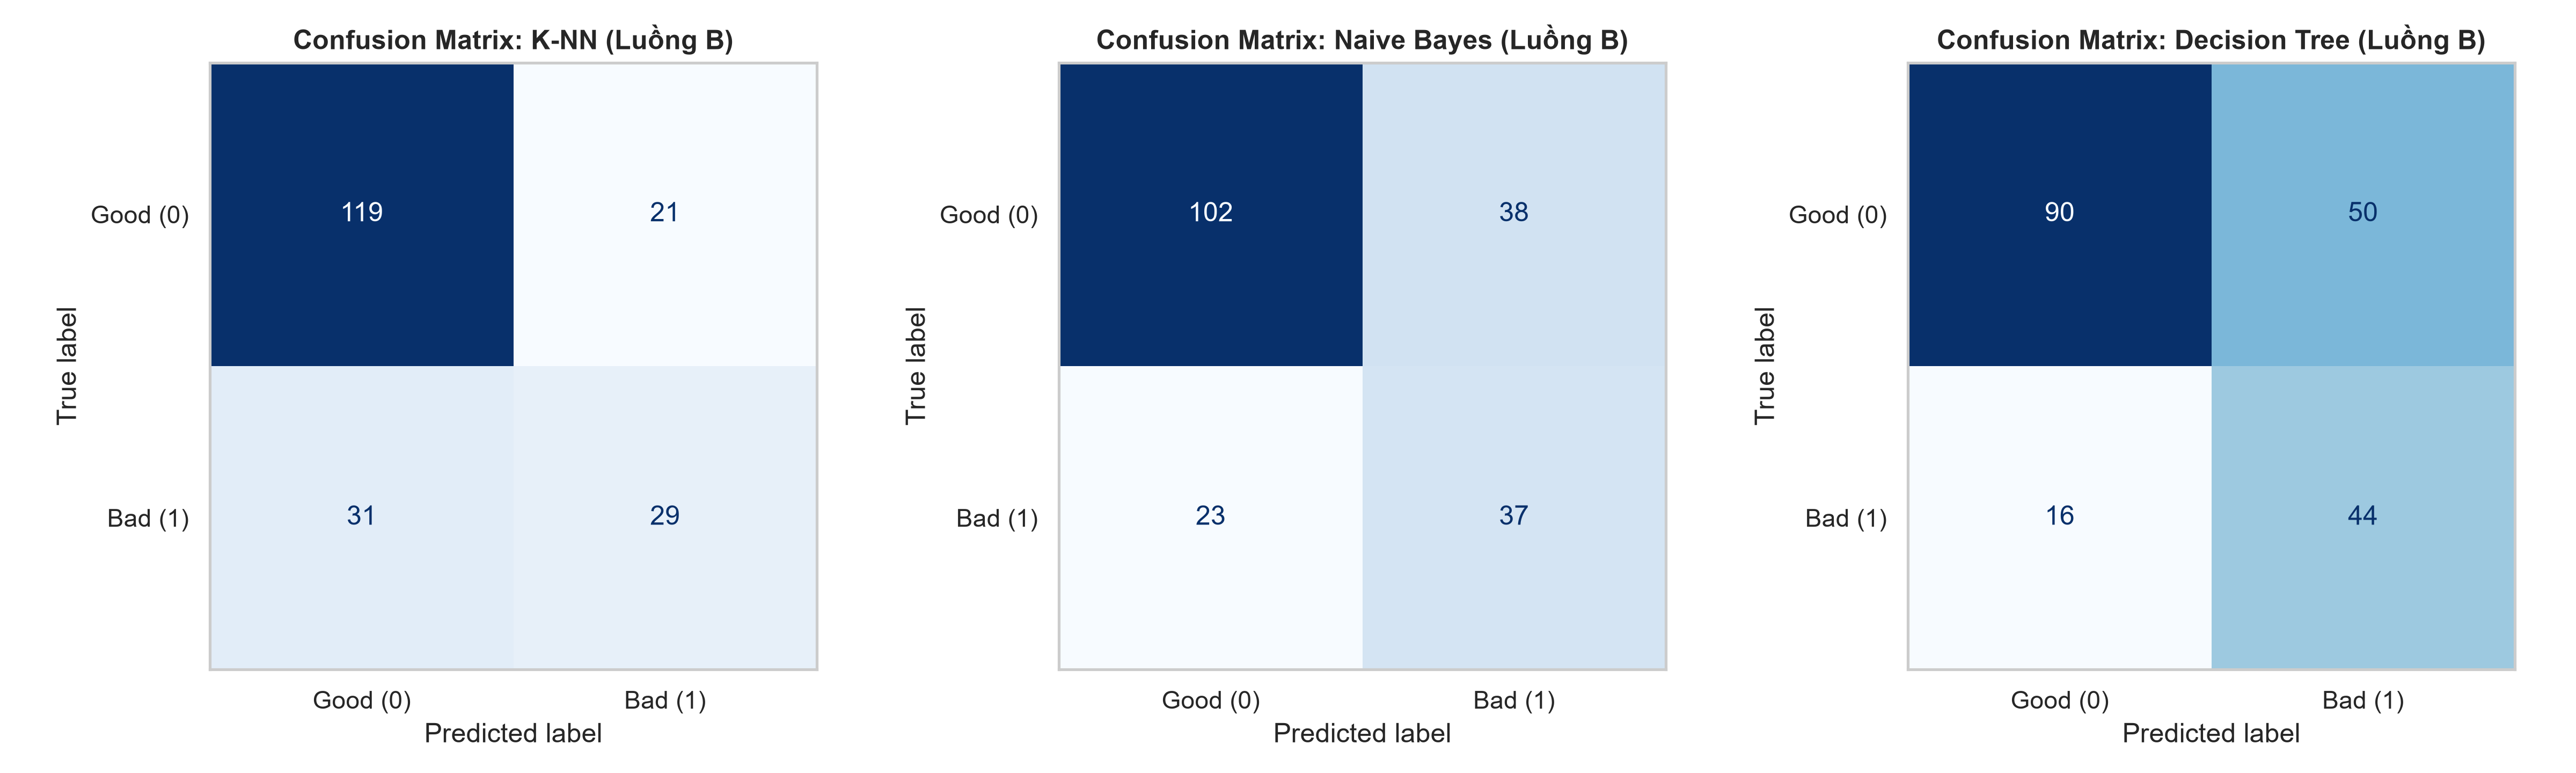 Confusion Matrix: K-NN (Luồng B)
True label
Good (0)
119
21
Bad (1)
31
29
Good (0)
Bad (1)
Predicted label
Confusion Matrix: Naive Bayes (Luồng B)
True label
Good (0)
102
38
Bad (1)
23
37
Good (0)
Bad (1)
Predicted label
Confusion Matrix: Decision Tree (Luồng B)
True label
Good (0)
90
50
Bad (1)
16
44
Good (0)
Bad (1)
Predicted label